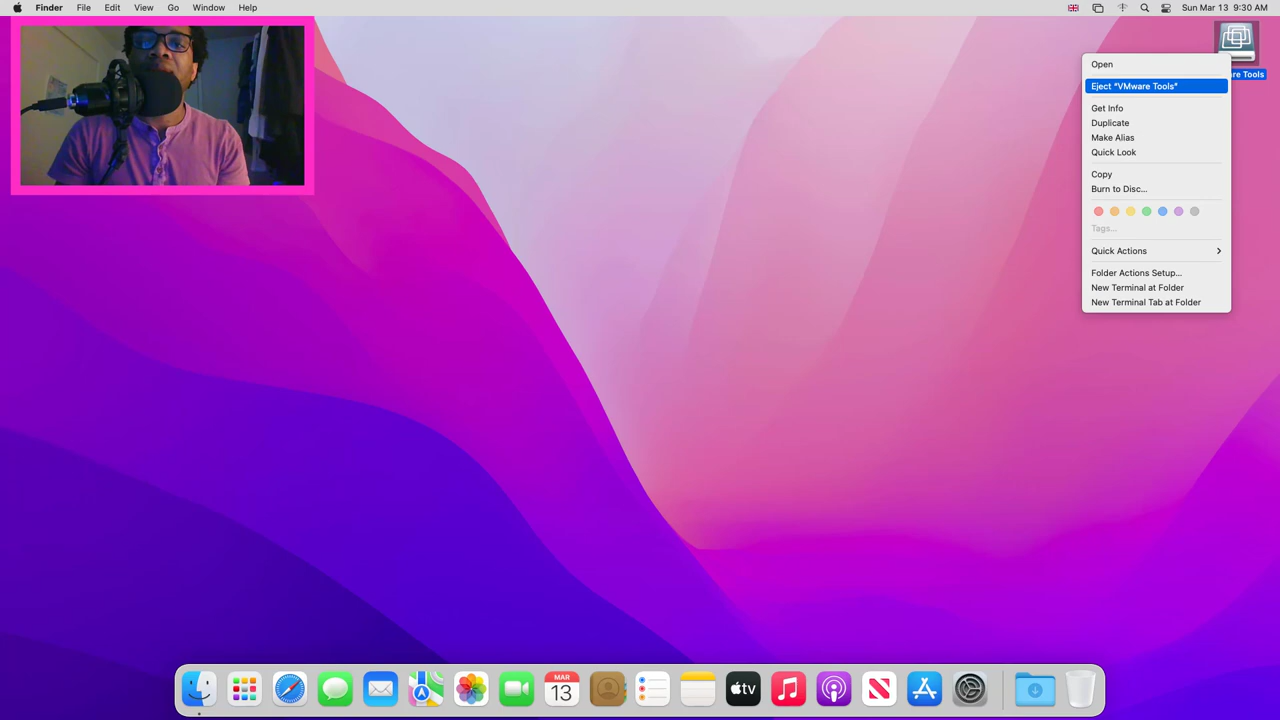 Finder File Edit View Go Window Help Sun Mar 13 9:30 AM
re Tools
Open
Eject “VMware Tools”
Get Info
Duplicate
Make Alias
Quick Look
Copy
Burn to Disc...
Tags...
Quick Actions
Folder Actions Setup...
New Terminal at Folder
New Terminal Tab at Folder
MAR
13
tv